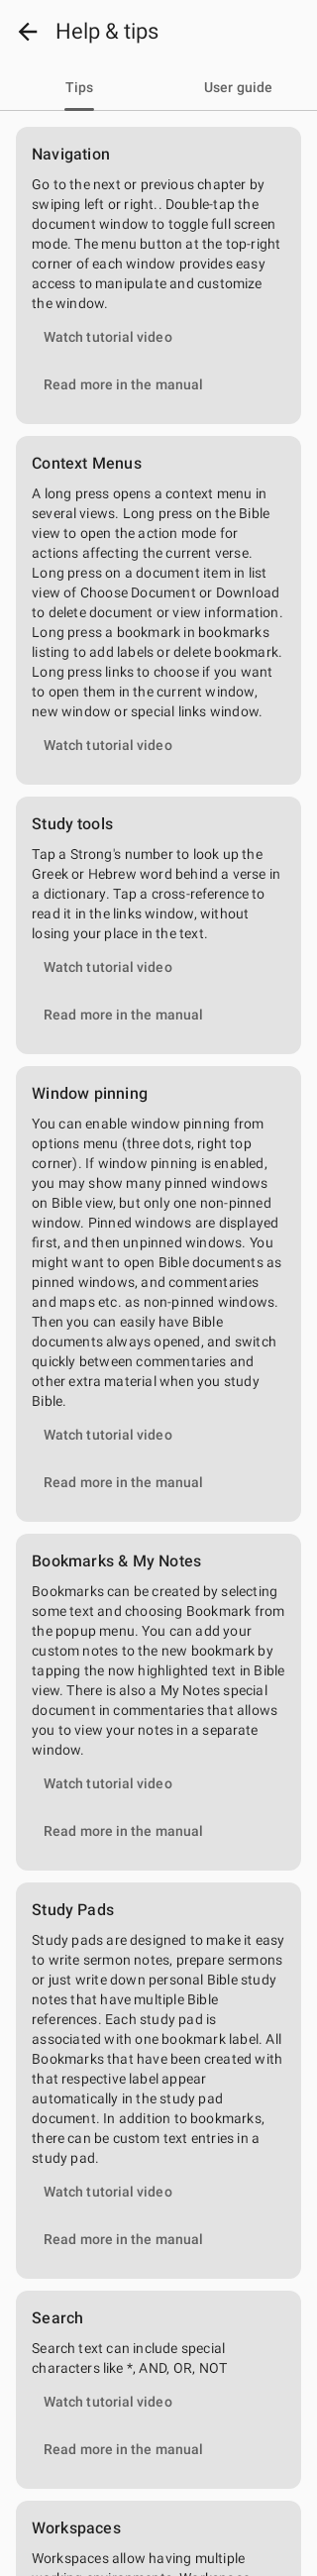 Help & tips
Tips
User guide
Navigation
Go to the next or previous chapter by
swiping left or right.. Double-tap the
document window to toggle full screen
mode. The menu button at the top-right
corner of each window provides easy
access to manipulate and customize
the window.
Watch tutorial video
Read more in the manual
Context Menus
A long press opens a context menu in
several views. Long press on the Bible
view to open the action mode for
actions affecting the current verse.
Long press on a document item in list
view of Choose Document or Download
to delete document or view information.
Long press a bookmark in bookmarks
listing to add labels or delete bookmark.
Long press links to choose if you want
to open them in the current window,
new window or special links window.
Watch tutorial video
Study tools
Tap a Strong's number to look up the
Greek or Hebrew word behind a verse in
a dictionary. Tap a cross-reference to
read it in the links window, without
losing your place in the text.
Watch tutorial video
Read more in the manual
Window pinning
You can enable window pinning from
options menu (three dots, right top
corner). If window pinning is enabled,
you may show many pinned windows
on Bible view, but only one non-pinned
window. Pinned windows are displayed
first, and then unpinned windows. You
might want to open Bible documents as
pinned windows, and commentaries
and maps etc. as non-pinned windows.
Then you can easily have Bible
documents always opened, and switch
quickly between commentaries and
other extra material when you study
Bible.
Watch tutorial video
Read more in the manual
Bookmarks & My Notes
Bookmarks can be created by selecting
some text and choosing Bookmark from
the popup menu. You can add your
custom notes to the new bookmark by
tapping the now highlighted text in Bible
view. There is also a My Notes special
document in commentaries that allows
you to view your notes in a separate
window.
Watch tutorial video
Read more in the manual
Study Pads
Study pads are designed to make it easy
to write sermon notes, prepare sermons
or just write down personal Bible study
notes that have multiple Bible
references. Each study pad is
associated with one bookmark label. All
Bookmarks that have been created with
that respective label appear
automatically in the study pad
document. In addition to bookmarks,
there can be custom text entries in a
study pad.
Watch tutorial video
Read more in the manual
Search
Search text can include special
characters like *, AND, OR, NOT
Watch tutorial video
Read more in the manual
Workspaces
Workspaces allow having multiple